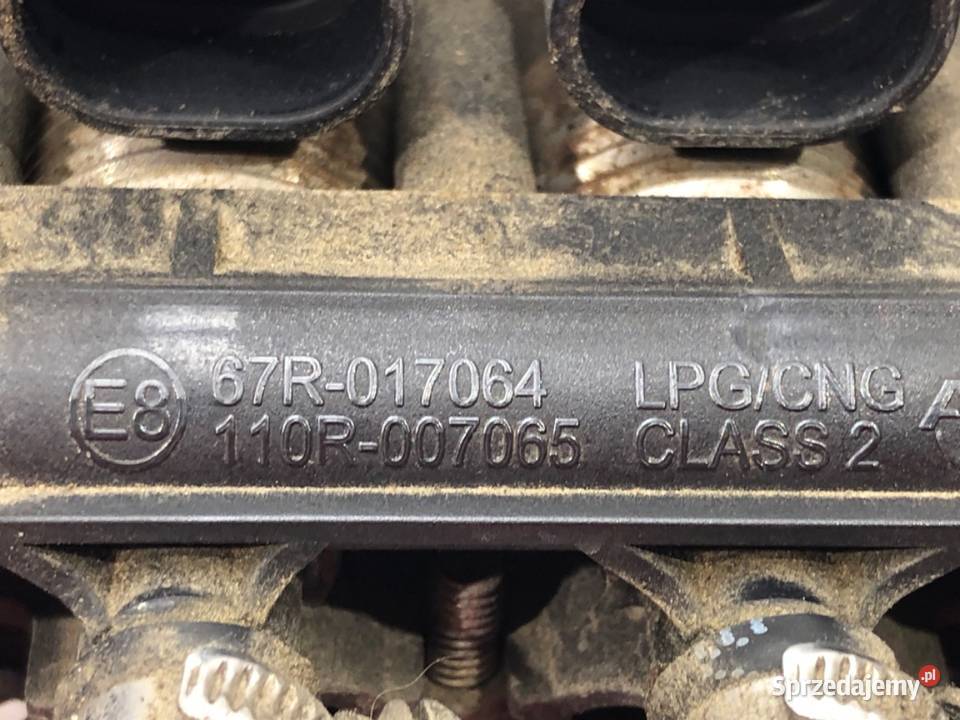 E8 67R-017064 LPG/CNG
110R-007065 CLASS 2
Sprzedajemy.pl